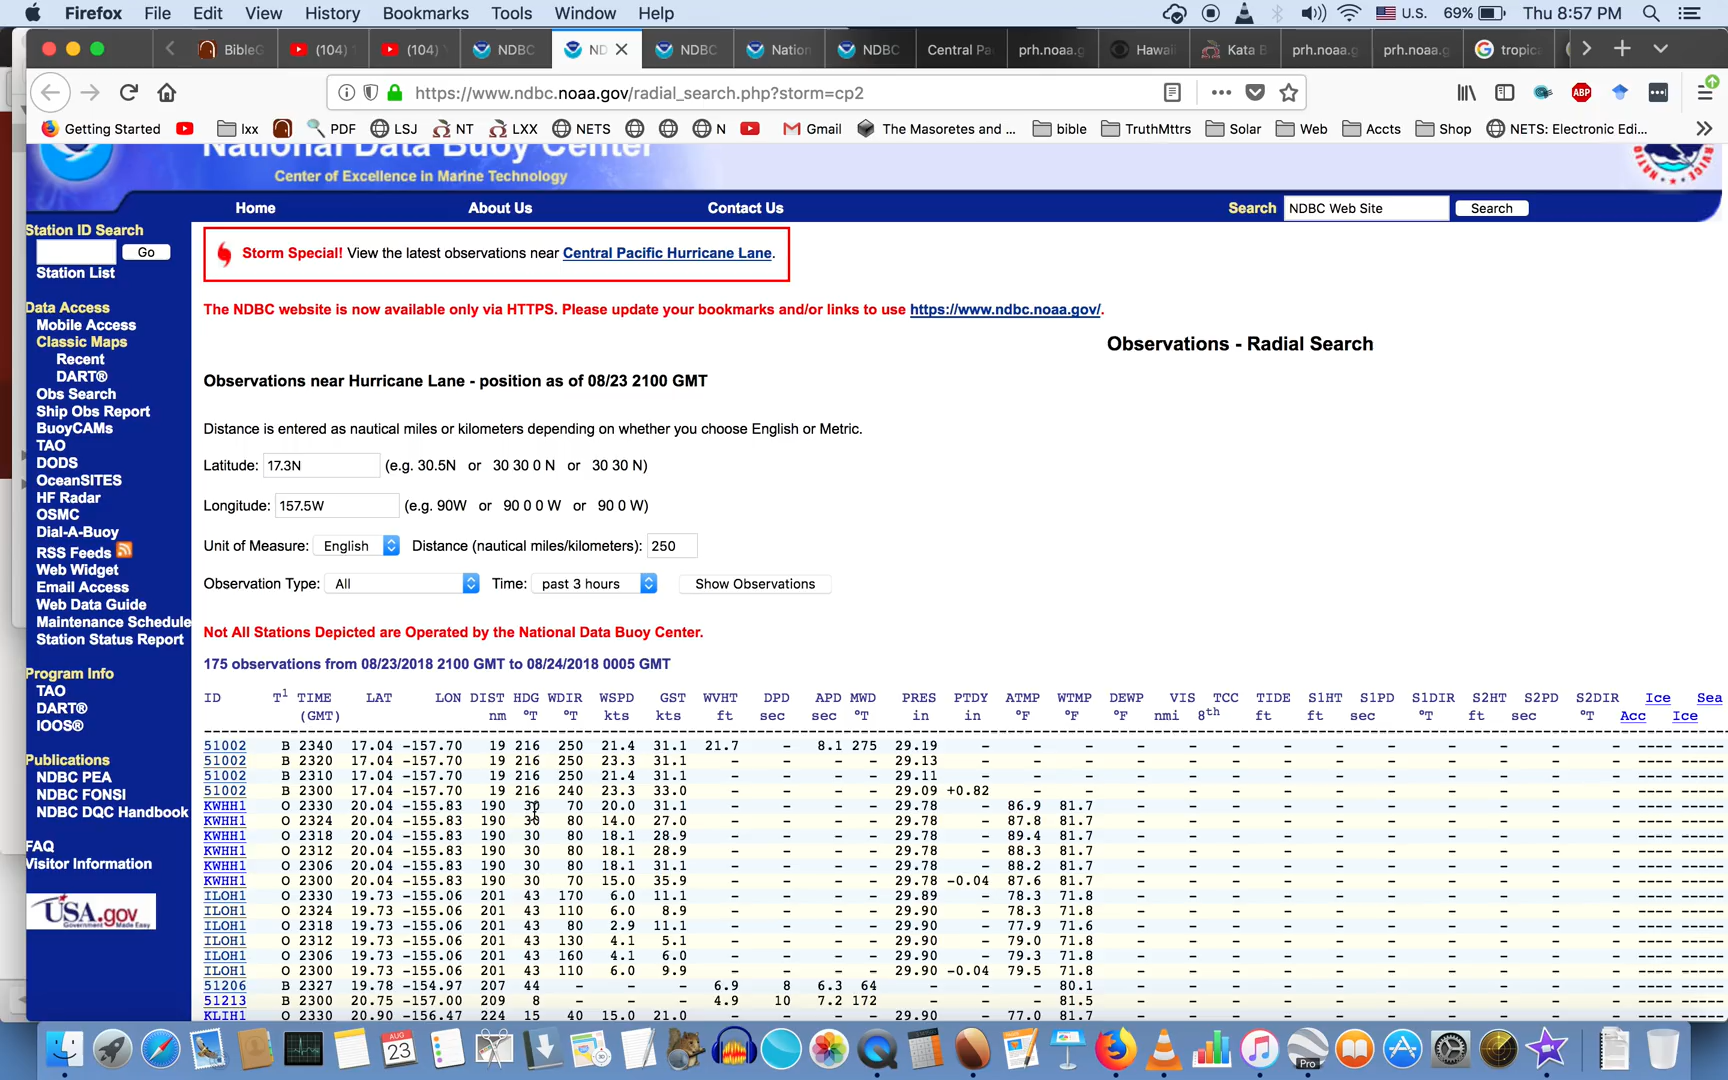 Firefox File Edit View History Bookmarks Tools Window Help U.S. 69% Thu 8:57 PM
BibleG (104) (104) NDBC ND NDBC Nation NDBC Central Pa prh.noaa.g Hawaii Kata B prh.noaa.g prh.noaa.g tropic
https://www.ndbc.noaa.gov/radial_search.php?storm=cp2 ABP
Getting Started lxx PDF LSJ NT LXX NETS N Gmail The Masoretes and ... bible TruthMttrs Solar Web Accts Shop NETS: Electronic Edi...
National Data Buoy Center
Center of Excellence in Marine Technology
Home About Us Contact Us Search NDBC Web Site Search
Station ID Search
Go
Station List
Data Access
Mobile Access
Classic Maps
Recent
DART®
Obs Search
Ship Obs Report
BuoyCAMs
TAO
DODS
OceanSITES
HF Radar
OSMC
Dial-A-Buoy
RSS Feeds
Web Widget
Email Access
Web Data Guide
Maintenance Schedule
Station Status Report
Program Info
TAO
DART®
IOOS®
Publications
NDBC PEA
NDBC FONSI
NDBC DQC Handbook
FAQ
Visitor Information
USA.gov
Government Made Easy
Storm Special! View the latest observations near Central Pacific Hurricane Lane.
The NDBC website is now available only via HTTPS. Please update your bookmarks and/or links to use https://www.ndbc.noaa.gov/.
Observations - Radial Search
Observations near Hurricane Lane - position as of 08/23 2100 GMT
Distance is entered as nautical miles or kilometers depending on whether you choose English or Metric.
Latitude: 17.3N (e.g. 30.5N or 30 30 0 N or 30 30 N)
Longitude: 157.5W (e.g. 90W or 90 0 0 W or 90 0 W)
Unit of Measure: English Distance (nautical miles/kilometers): 250
Observation Type: All Time: past 3 hours Show Observations
Not All Stations Depicted are Operated by the National Data Buoy Center.
175 observations from 08/23/2018 2100 GMT to 08/24/2018 0005 GMT
ID T1 TIME LAT LON DIST HDG WDIR WSPD GST WVHT DPD APD MWD PRES PTDY ATMP WTMP DEWP VIS TCC TIDE S1HT S1PD S1DIR S2HT S2PD S2DIR Ice Sea
(GMT) nm °T °T kts kts ft sec sec °T in in °F °F °F nmi 8th ft ft sec °T ft sec °T Acc Ice
51002 B 2340 17.04 -157.70 19 216 250 21.4 31.1 21.7 - 8.1 275 29.19 - - - - - - - - - - - - - ---- -----
51002 B 2320 17.04 -157.70 19 216 250 23.3 31.1 - - - - 29.13 - - - - - - - - - - - - - ---- -----
51002 B 2310 17.04 -157.70 19 216 250 21.4 31.1 - - - - 29.11 - - - - - - - - - - - - - ---- -----
51002 B 2300 17.04 -157.70 19 216 240 23.3 33.0 - - - - 29.09 +0.82 - - - - - - - - - - - - ---- -----
KWHH1 O 2330 20.04 -155.83 190 30 70 20.0 31.1 - - - - 29.78 - 86.9 81.7 - - - - - - - - - - ---- -----
KWHH1 O 2324 20.04 -155.83 190 30 80 14.0 27.0 - - - - 29.78 - 87.8 81.7 - - - - - - - - - - ---- -----
KWHH1 O 2318 20.04 -155.83 190 30 80 18.1 28.9 - - - - 29.78 - 89.4 81.7 - - - - - - - - - - ---- -----
KWHH1 O 2312 20.04 -155.83 190 30 80 18.1 28.9 - - - - 29.78 - 88.3 81.7 - - - - - - - - - - ---- -----
KWHH1 O 2306 20.04 -155.83 190 30 80 18.1 31.1 - - - - 29.78 - 88.2 81.7 - - - - - - - - - - ---- -----
KWHH1 O 2300 20.04 -155.83 190 30 70 15.0 35.9 - - - - 29.78 -0.04 87.6 81.7 - - - - - - - - - - ---- -----
ILOH1 O 2330 19.73 -155.06 201 43 170 6.0 11.1 - - - - 29.89 - 78.3 71.8 - - - - - - - - - - ---- -----
ILOH1 O 2324 19.73 -155.06 201 43 110 6.0 8.9 - - - - 29.90 - 78.3 71.8 - - - - - - - - - - ---- -----
ILOH1 O 2318 19.73 -155.06 201 43 80 2.9 11.1 - - - - 29.90 - 77.9 71.6 - - - - - - - - - - ---- -----
ILOH1 O 2312 19.73 -155.06 201 43 130 4.1 5.1 - - - - 29.90 - 79.0 71.8 - - - - - - - - - - ---- -----
ILOH1 O 2306 19.73 -155.06 201 43 160 4.1 6.0 - - - - 29.90 - 79.3 71.8 - - - - - - - - - - ---- -----
ILOH1 O 2300 19.73 -155.06 201 43 110 6.0 9.9 - - - - 29.90 -0.04 79.5 71.8 - - - - - - - - - - ---- -----
51206 B 2327 19.78 -154.97 207 44 - - - 6.9 8 6.3 64 - - - 80.1 - - - - - - - - - - ---- -----
51213 B 2300 20.75 -157.00 209 8 - - - 4.9 10 7.2 172 - - - 81.5 - - - - - - - - - - ---- -----
KLIH1 O 2330 20.90 -156.47 224 15 40 15.0 21.0 - - - - 29.90 - 77.0 81.7 - - - - - - - - - - ---- -----
AUG
23
Pro